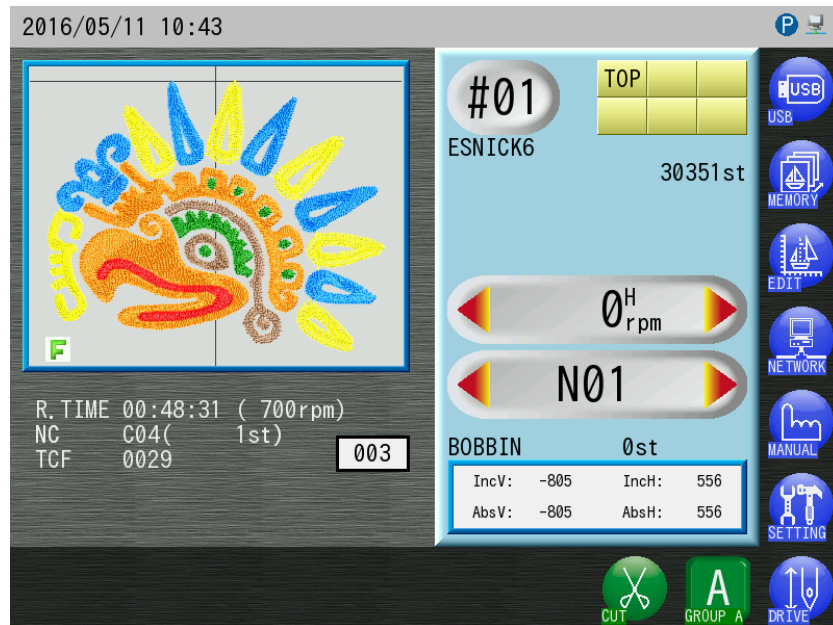 2016/05/11 10:43
P
#01
TOP
ESNICK6
30351st
F
0 H rpm
N01
R.TIME 00:48:31 ( 700rpm)
NC C04( 1st)
TCF 0029
003
BOBBIN 0st
IncV: -805 IncH: 556
AbsV: -805 AbsH: 556
USB
USB
MEMORY
EDIT
NETWORK
MANUAL
SETTING
CUT
A
GROUP A
DRIVE